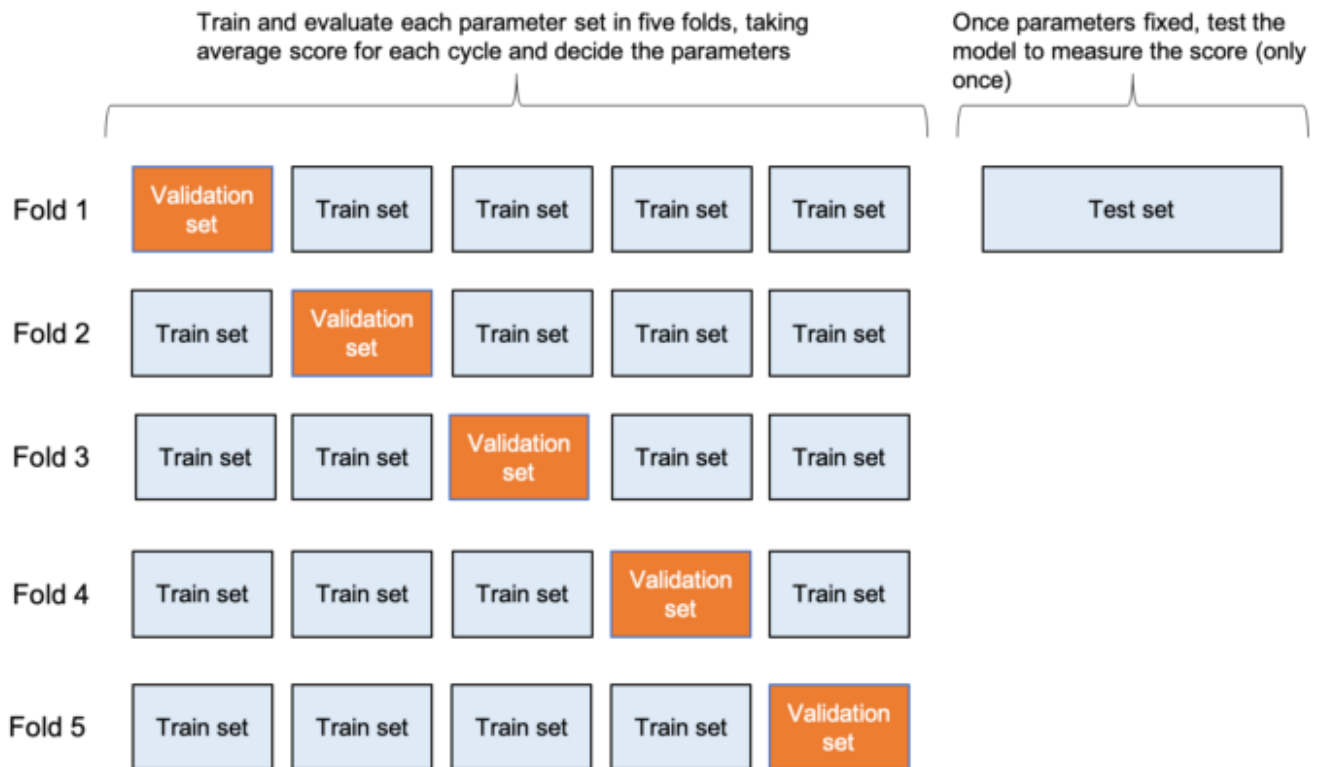 Train and evaluate each parameter set in five folds, taking
average score for each cycle and decide the parameters
Once parameters fixed, test the
model to measure the score (only
once)
Fold 1
Validation
set
Train set
Train set
Train set
Train set
Test set
Fold 2
Train set
Validation
set
Train set
Train set
Train set
Fold 3
Train set
Train set
Validation
set
Train set
Train set
Fold 4
Train set
Train set
Train set
Validation
set
Train set
Fold 5
Train set
Train set
Train set
Train set
Validation
set